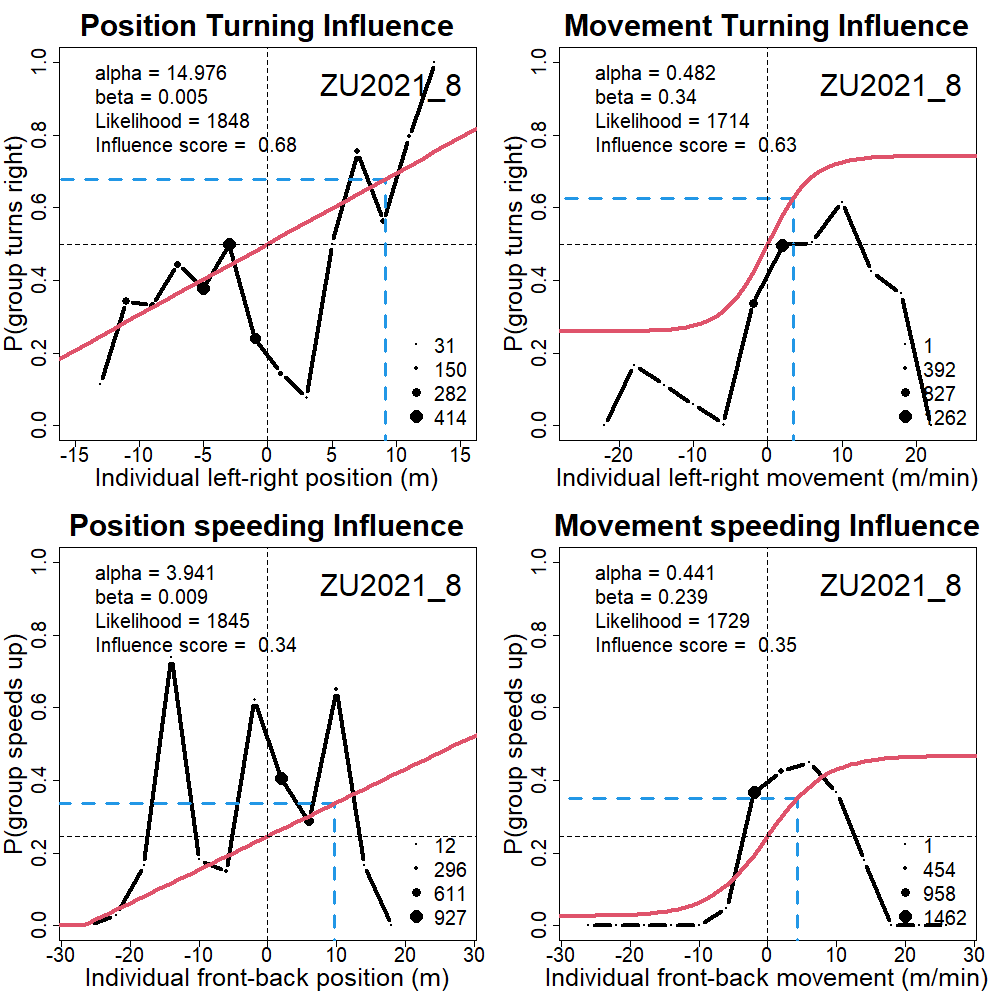 Position Turning Influence
alpha = 14.976
beta = 0.005
Likelihood = 1848
Influence score = 0.68
ZU2021_8
P(group turns right)
0.0 0.2 0.4 0.6 0.8 1.0
31
150
282
414
-15 -10 -5 0 5 10 15
Individual left-right position (m)
Movement Turning Influence
alpha = 0.482
beta = 0.34
Likelihood = 1714
Influence score = 0.63
ZU2021_8
P(group turns right)
0.0 0.2 0.4 0.6 0.8 1.0
1
392
827
1262
-20 -10 0 10 20
Individual left-right movement (m/min)
Position speeding Influence
alpha = 3.941
beta = 0.009
Likelihood = 1845
Influence score = 0.34
ZU2021_8
P(group speeds up)
0.0 0.2 0.4 0.6 0.8 1.0
12
296
611
927
-30 -20 -10 0 10 20 30
Individual front-back position (m)
Movement speeding Influence
alpha = 0.441
beta = 0.239
Likelihood = 1729
Influence score = 0.35
ZU2021_8
P(group speeds up)
0.0 0.2 0.4 0.6 0.8 1.0
1
454
958
1462
-30 -20 -10 0 10 20 30
Individual front-back movement (m/min)